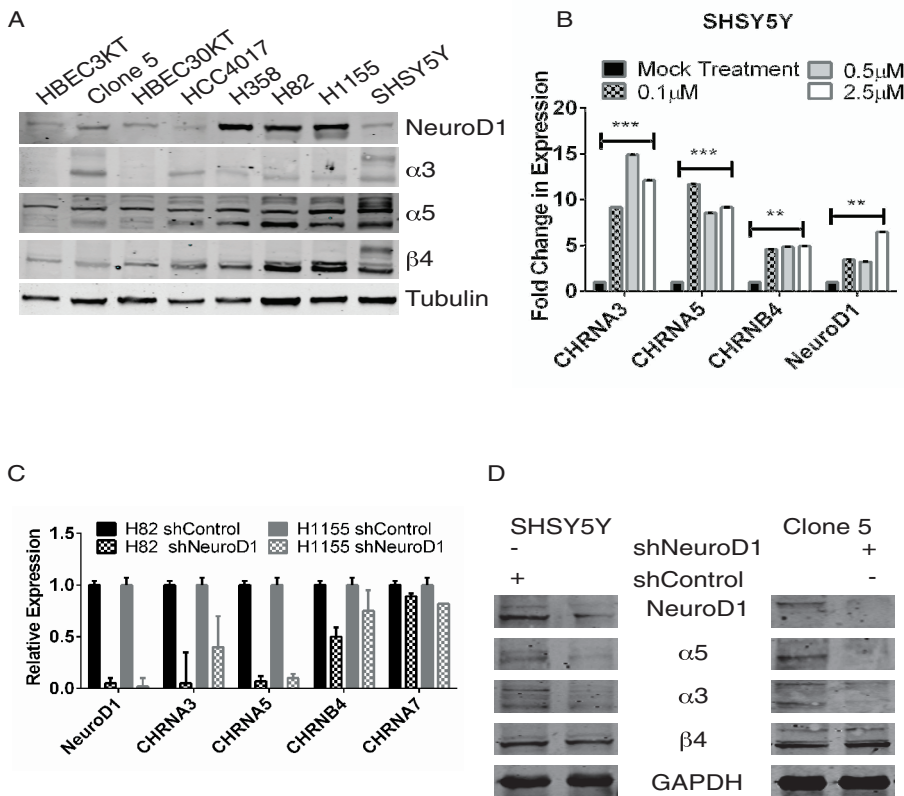 A
HBEC3KT
Clone 5
HBEC30KT
HCC4017
H358
H82
H1155
SHSY5Y
NeuroD1
α3
α5
β4
Tubulin
B
SHSY5Y
Mock Treatment
0.1µM
0.5µM
2.5µM
Fold Change in Expression
20
15
10
5
0
***
***
**
**
CHRNA3
CHRNA5
CHRNB4
NeuroD1
C
H82 shControl
H82 shNeuroD1
H1155 shControl
H1155 shNeuroD1
Relative Expression
1.5
1.0
0.5
0.0
NeuroD1
CHRNA3
CHRNA5
CHRNB4
CHRNA7
D
SHSY5Y Clone 5
- shNeuroD1 +
+ shControl -
NeuroD1
α5
α3
β4
GAPDH